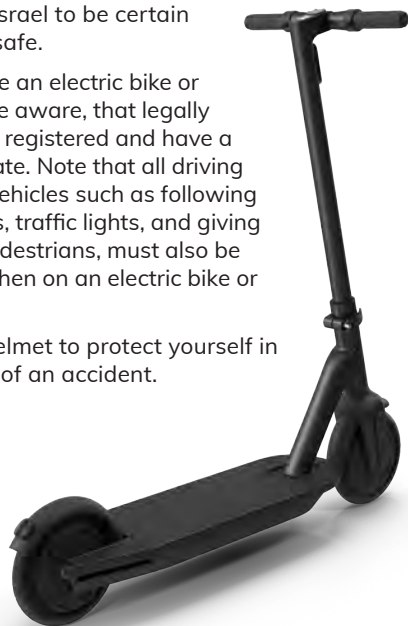 srael to be certain
safe.
e an electric bike or
e aware, that legally
registered and have a
ate. Note that all driving
vehicles such as following
s, traffic lights, and giving
destrians, must also be
hen on an electric bike or
elmet to protect yourself in
of an accident.